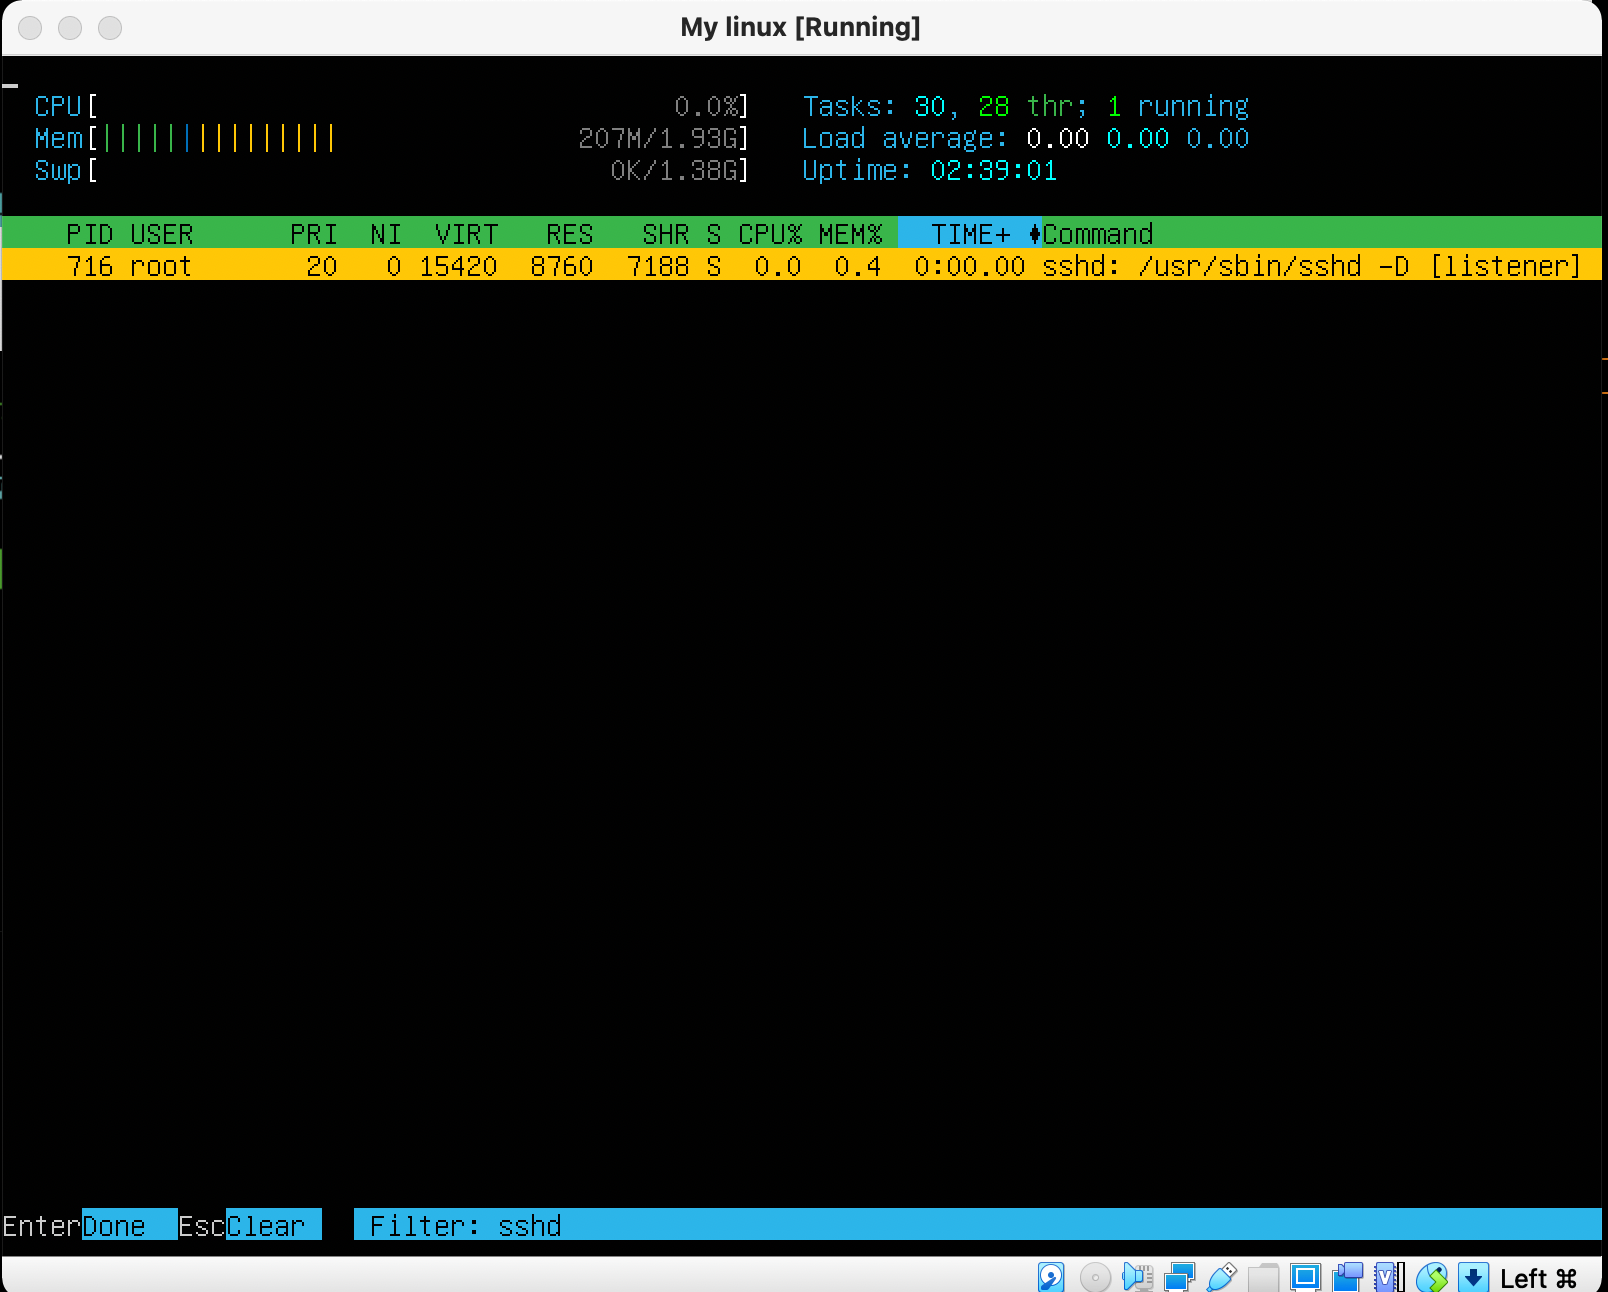 My linux [Running]
CPU[ 0.0%] Tasks: 30, 28 thr; 1 running
Mem[||||||||||||||| 207M/1.93G] Load average: 0.00 0.00 0.00
Swp[ 0K/1.38G] Uptime: 02:39:01
PID USER PRI NI VIRT RES SHR S CPU% MEM% TIME+ Command
716 root 20 0 15420 8760 7188 S 0.0 0.4 0:00.00 sshd: /usr/sbin/sshd -D [listener]
EnterDone EscClear Filter: sshd
Left ⌘